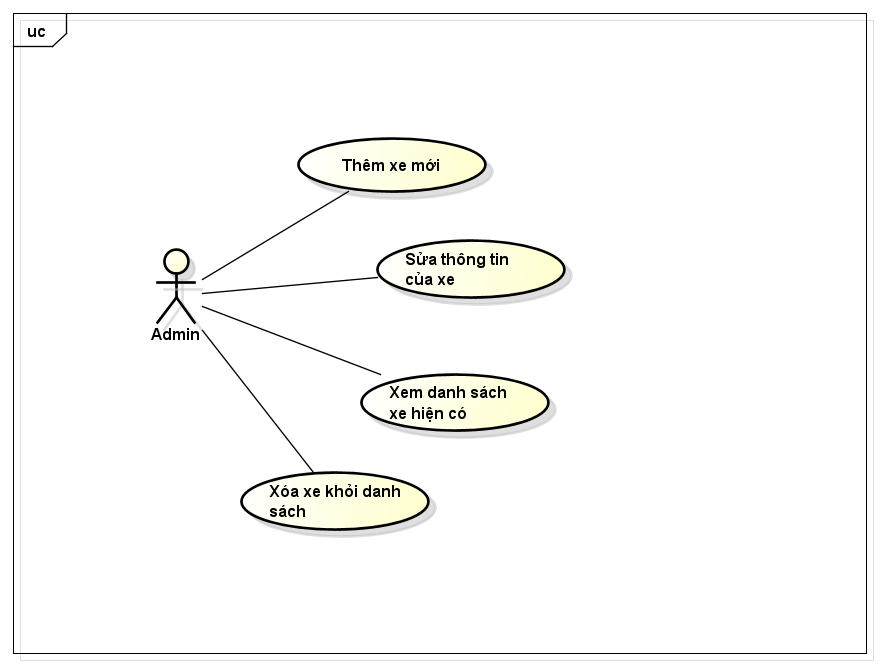 uc
Thêm xe mới
Sửa thông tin
của xe
Admin
Xem danh sách
xe hiện có
Xóa xe khỏi danh
sách